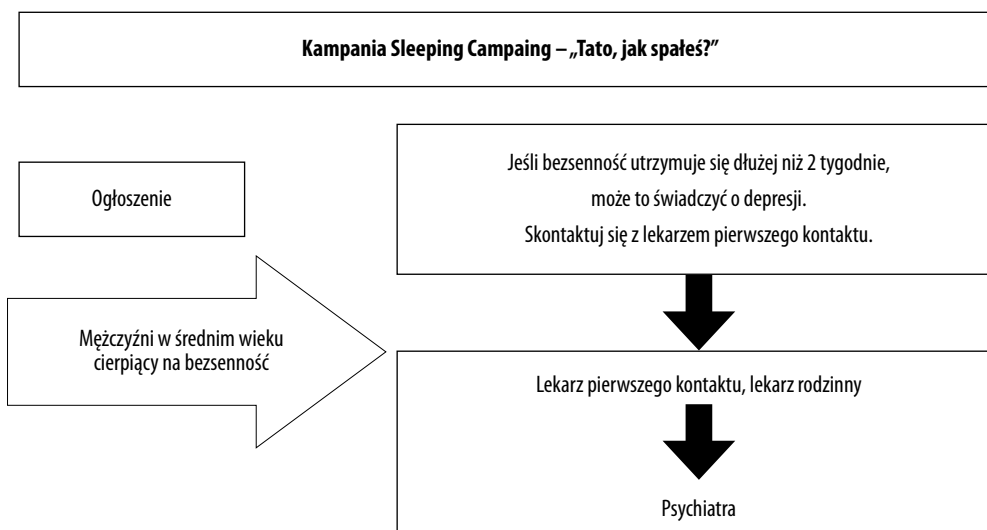 Kampania Sleeping Campaing – „Tato, jak spałeś?”
Ogłoszenie
Mężczyźni w średnim wieku
cierpiący na bezsenność
Jeśli bezsenność utrzymuje się dłużej niż 2 tygodnie,
może to świadczyć o depresji.
Skontaktuj się z lekarzem pierwszego kontaktu.
Lekarz pierwszego kontaktu, lekarz rodzinny
Psychiatra